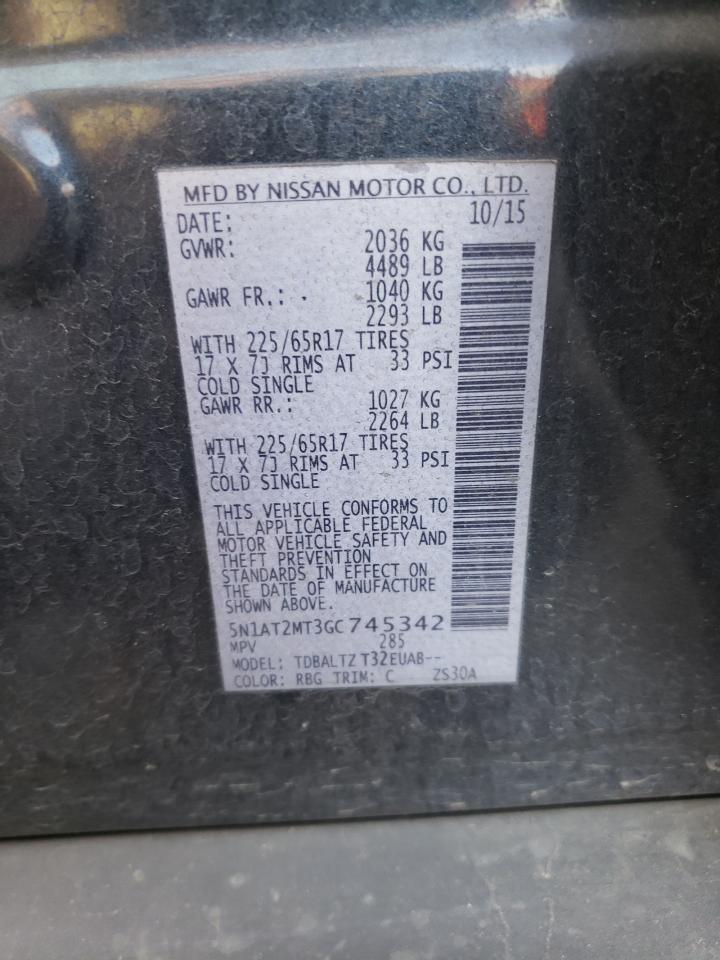 MFD BY NISSAN MOTOR CO., LTD.
DATE: 10/15
GVWR: 2036 KG
4489 LB
GAWR FR.: 1040 KG
2293 LB
WITH 225/65R17 TIRES
17 X 7J RIMS AT 33 PSI
COLD SINGLE
GAWR RR.: 1027 KG
2264 LB
WITH 225/65R17 TIRES
17 X 7J RIMS AT 33 PSI
COLD SINGLE
THIS VEHICLE CONFORMS TO
ALL APPLICABLE FEDERAL
MOTOR VEHICLE SAFETY AND
THEFT PREVENTION
STANDARDS IN EFFECT ON
THE DATE OF MANUFACTURE
SHOWN ABOVE.
5N1AT2MT3GC745342
MPV 285
MODEL: TDBALTZ T32EUAB--
COLOR: RBG TRIM: C ZS30A